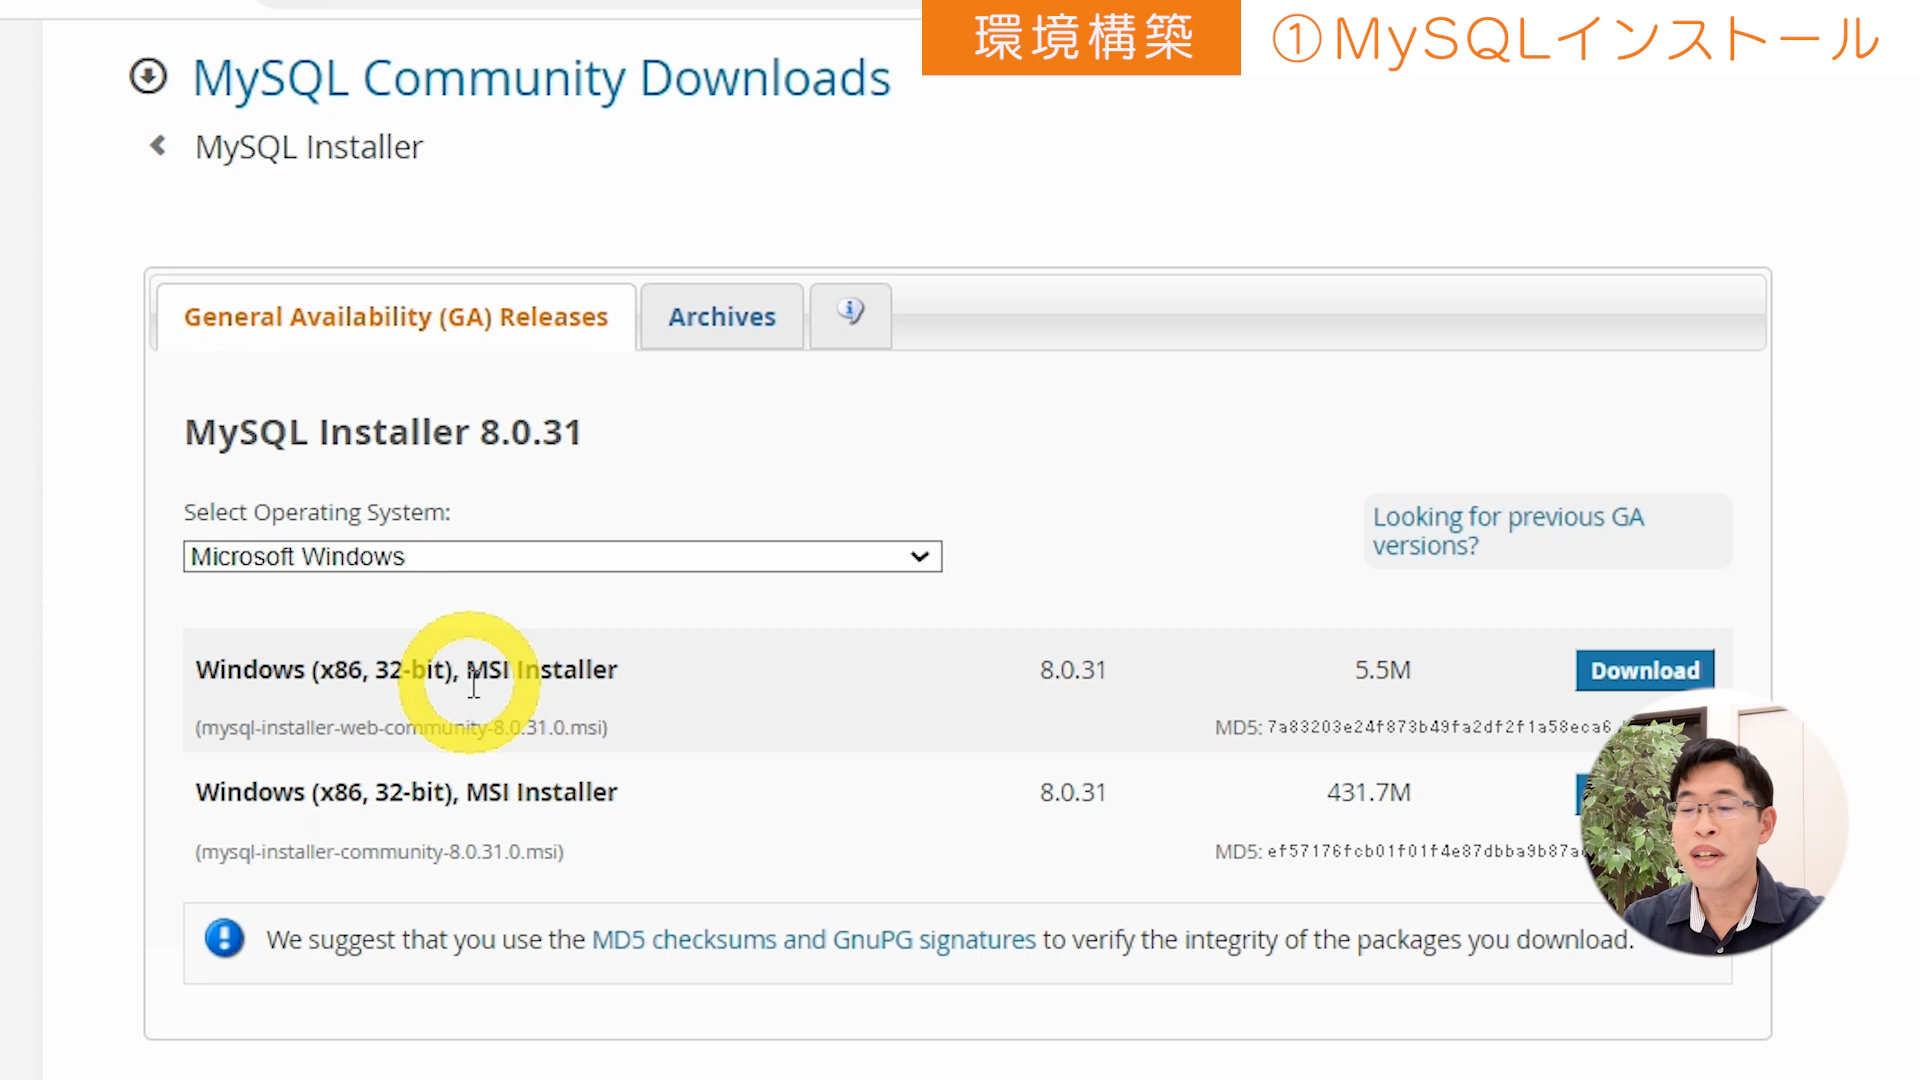 環境構築 ①MySQLインストール
MySQL Community Downloads
MySQL Installer
General Availability (GA) Releases Archives
MySQL Installer 8.0.31
Select Operating System:
Microsoft Windows
Looking for previous GA
versions?
Windows (x86, 32-bit), MSI Installer 8.0.31 5.5M Download
(mysql-installer-web-community-8.0.31.0.msi) MD5: 7a83203e24f873b49fa2df2f1a58eca6
Windows (x86, 32-bit), MSI Installer 8.0.31 431.7M
(mysql-installer-community-8.0.31.0.msi) MD5:
We suggest that you use the MD5 checksums and GnuPG signatures to verify the integrity of the packages you download.